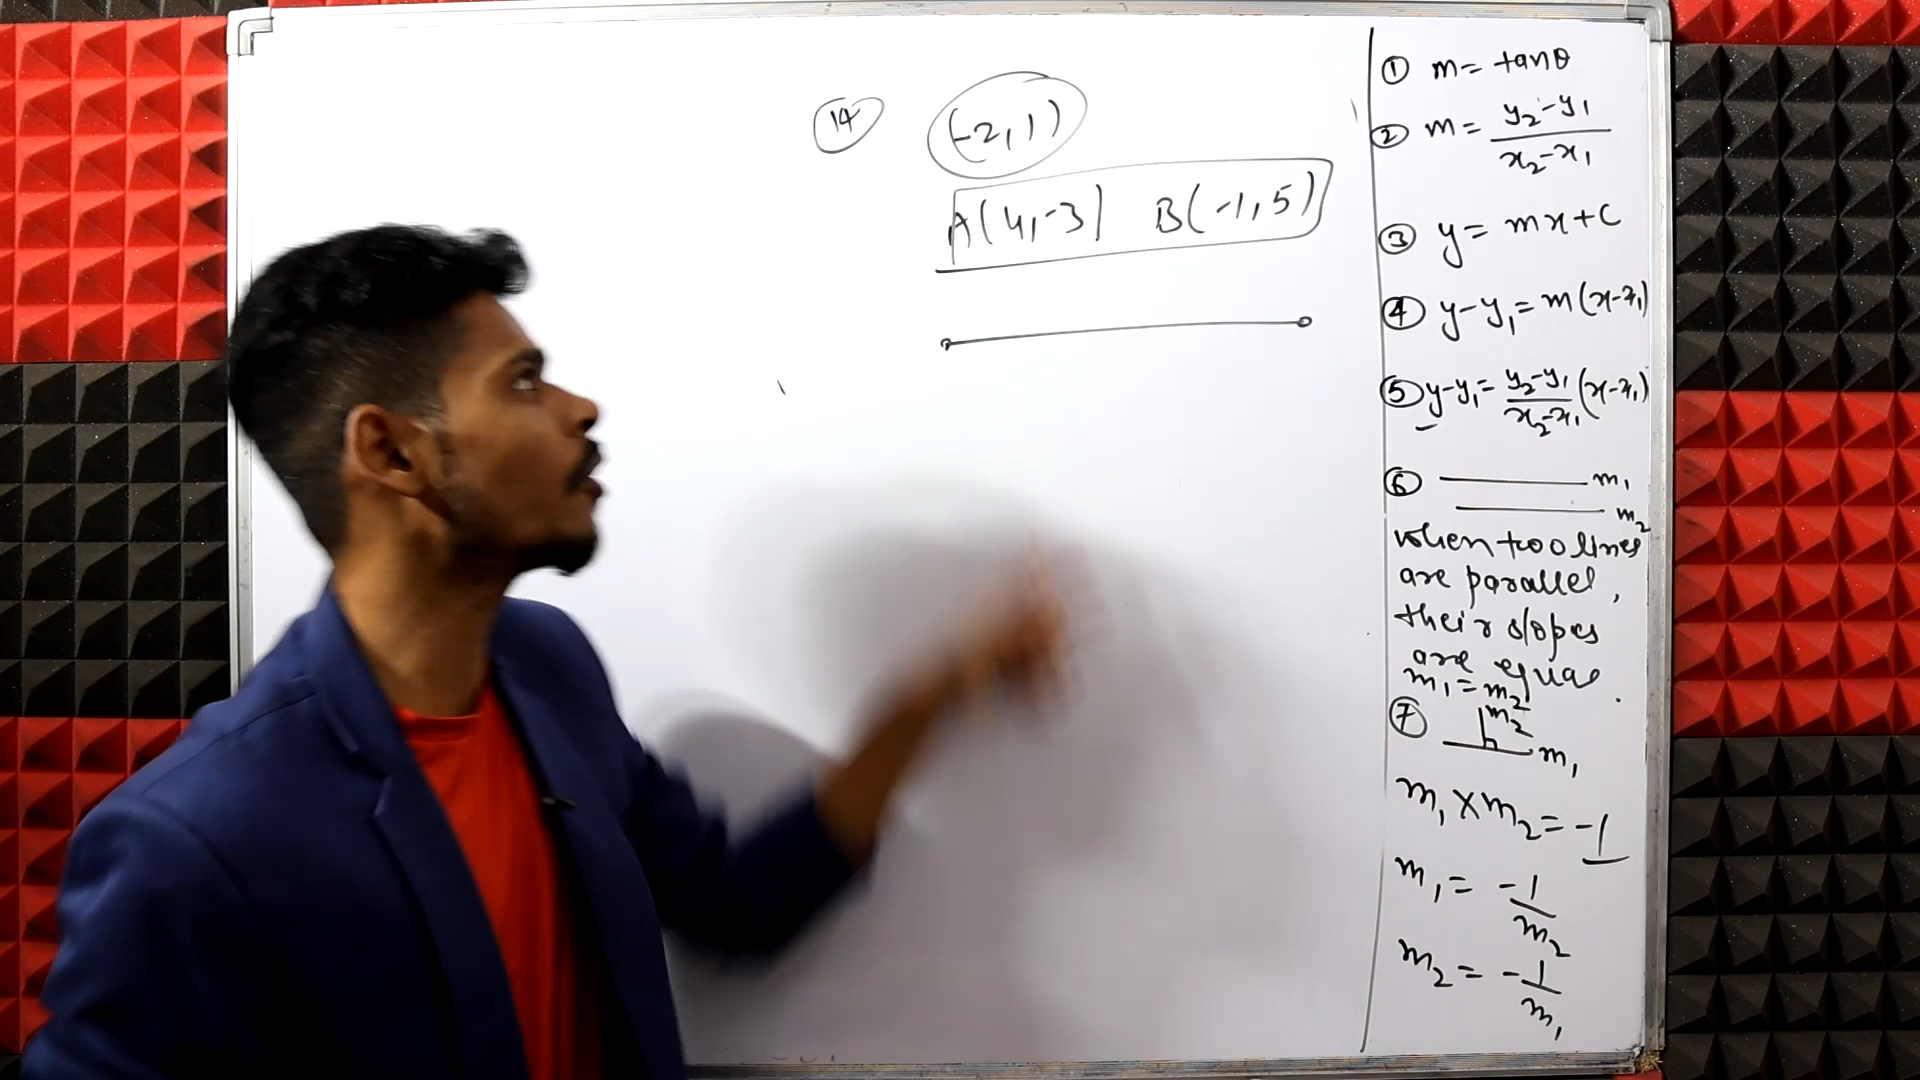 14 (-2,1)
A(4,-3) B(-1,5)
① m = tanθ
② m = y₂-y₁ / x₂-x₁
③ y = mx+c
④ y-y₁ = m(x-x₁)
⑤ y-y₁ = y₂-y₁ / x₂-x₁ (x-x₁)
⑥ m₁
m₂
when two lines
are parallel,
their slopes
are equal.
m₁ = m₂
⑦ m₂
m₁
m₁ × m₂ = -1
m₁ = -1 / m₂
m₂ = -1 / m₁